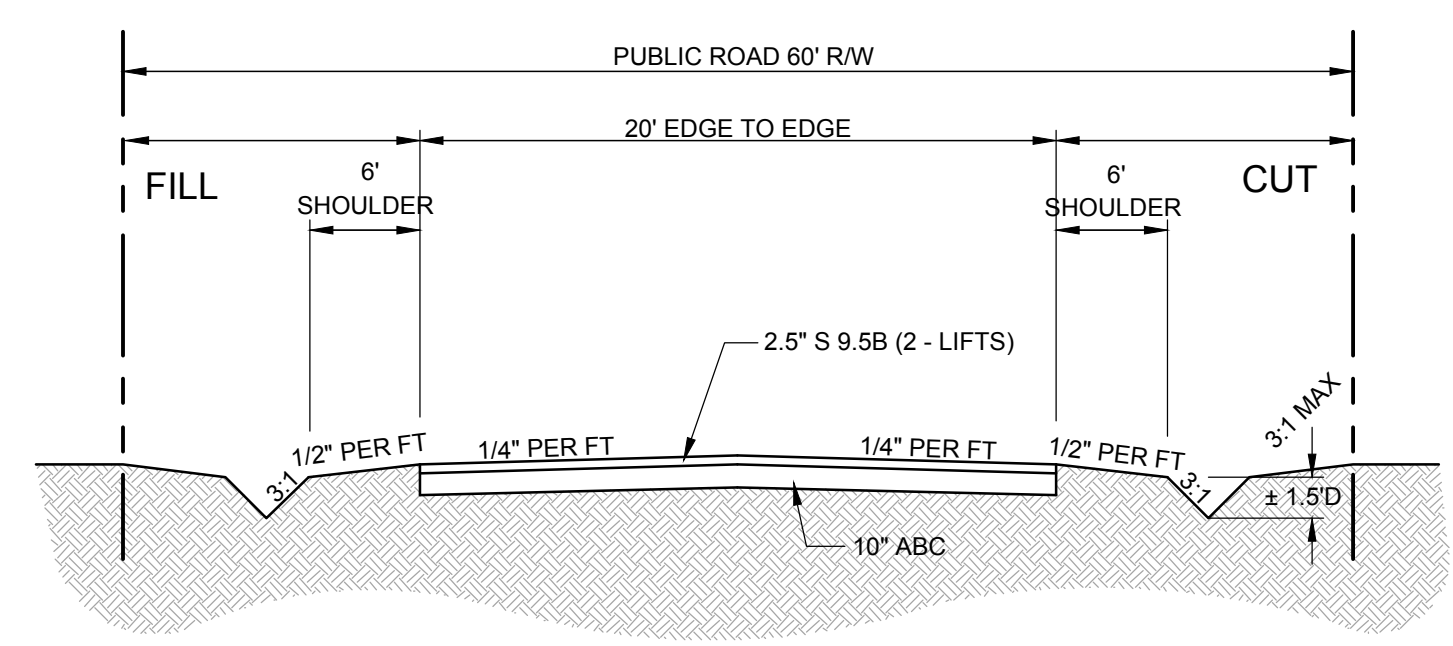 PUBLIC ROAD 60' R/W
20' EDGE TO EDGE
FILL
6'
SHOULDER
6'
SHOULDER
CUT
2.5" S 9.5B (2 - LIFTS)
3:1
1/2" PER FT
1/4" PER FT
1/4" PER FT
1/2" PER FT
3:1
3:1 MAX
± 1.5'D
10" ABC